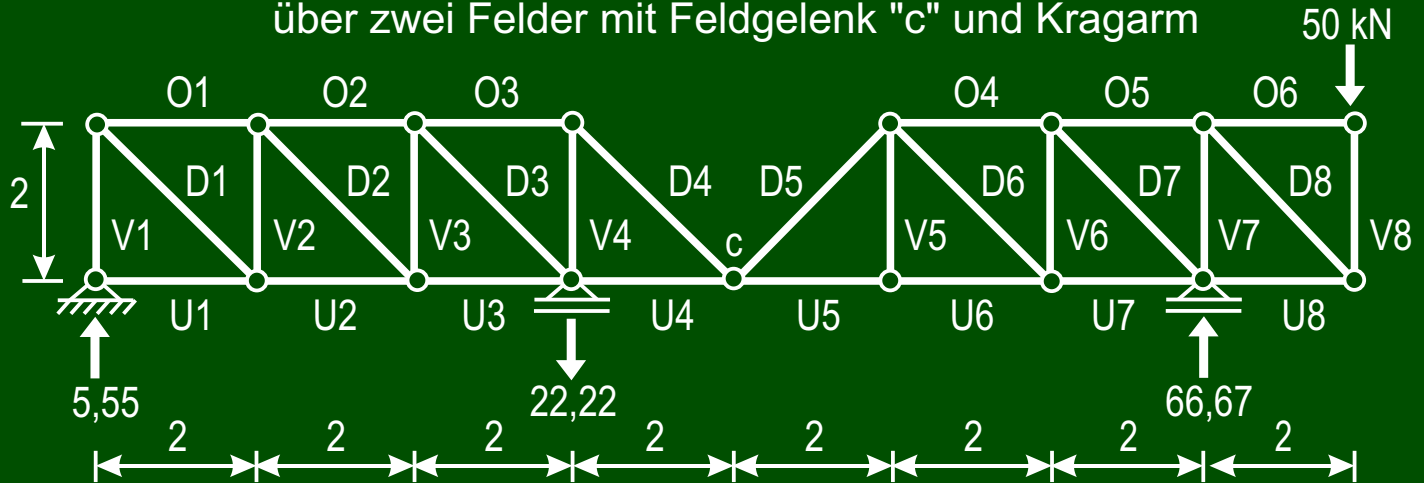 über zwei Felder mit Feldgelenk "c" und Kragarm
50 kN
O1 O2 O3 O4 O5 O6
2
D1 D2 D3 D4 D5 D6 D7 D8
V1 V2 V3 V4 c V5 V6 V7 V8
U1 U2 U3 U4 U5 U6 U7 U8
5,55 22,22 66,67
2 2 2 2 2 2 2 2